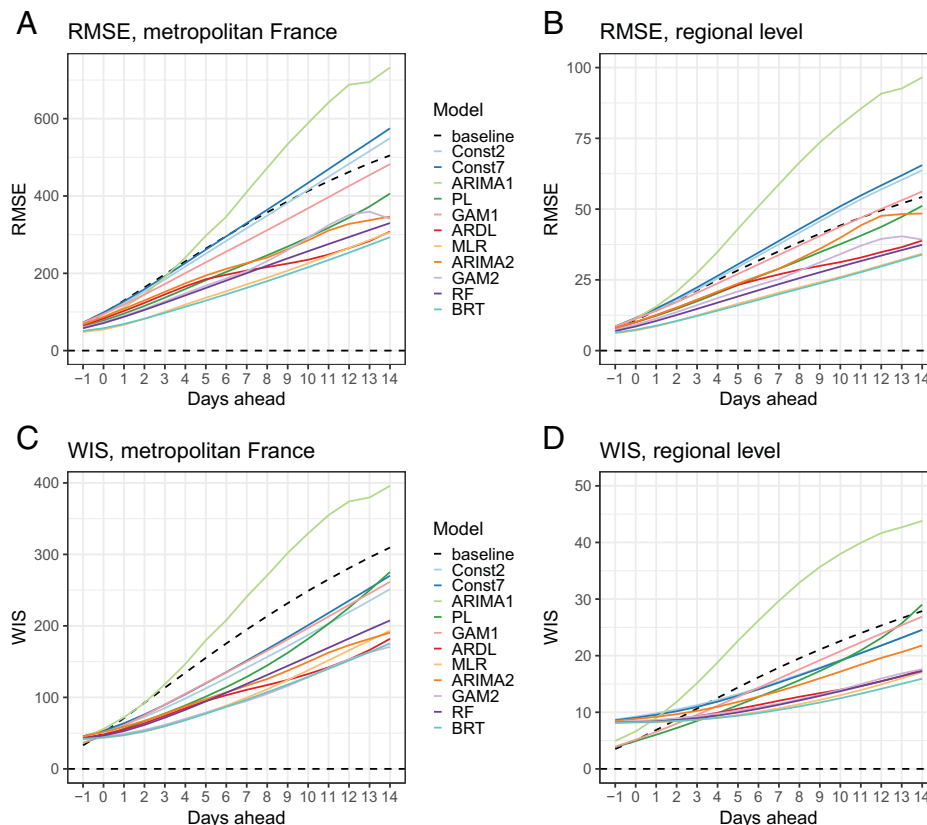 A
RMSE, metropolitan France
RMSE
600
400
200
0
−1 0 1 2 3 4 5 6 7 8 9 10 11 12 13 14
Days ahead
Model
baseline
Const2
Const7
ARIMA1
PL
GAM1
ARDL
MLR
ARIMA2
GAM2
RF
BRT
B
RMSE, regional level
RMSE
100
75
50
25
0
−1 0 1 2 3 4 5 6 7 8 9 10 11 12 13 14
Days ahead
C
WIS, metropolitan France
WIS
400
300
200
100
0
−1 0 1 2 3 4 5 6 7 8 9 10 11 12 13 14
Days ahead
Model
baseline
Const2
Const7
ARIMA1
PL
GAM1
ARDL
MLR
ARIMA2
GAM2
RF
BRT
D
WIS, regional level
WIS
50
40
30
20
10
0
−1 0 1 2 3 4 5 6 7 8 9 10 11 12 13 14
Days ahead